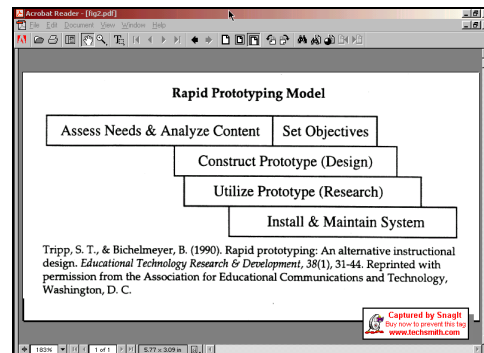 Acrobat Reader - [fig2.pdf]
File Edit Document View Window Help
Rapid Prototyping Model
Assess Needs & Analyze Content
Set Objectives
Construct Prototype (Design)
Utilize Prototype (Research)
Install & Maintain System
Tripp, S. T., & Bichelmeyer, B. (1990). Rapid prototyping: An alternative instructional
design. Educational Technology Research & Development, 38(1), 31-44. Reprinted with
permission from the Association for Educational Communications and Technology,
Washington, D. C.
Captured by SnagIt
Buy now to prevent this tag
www.techsmith.com
183% 1 of 1 5.77 x 3.09 in